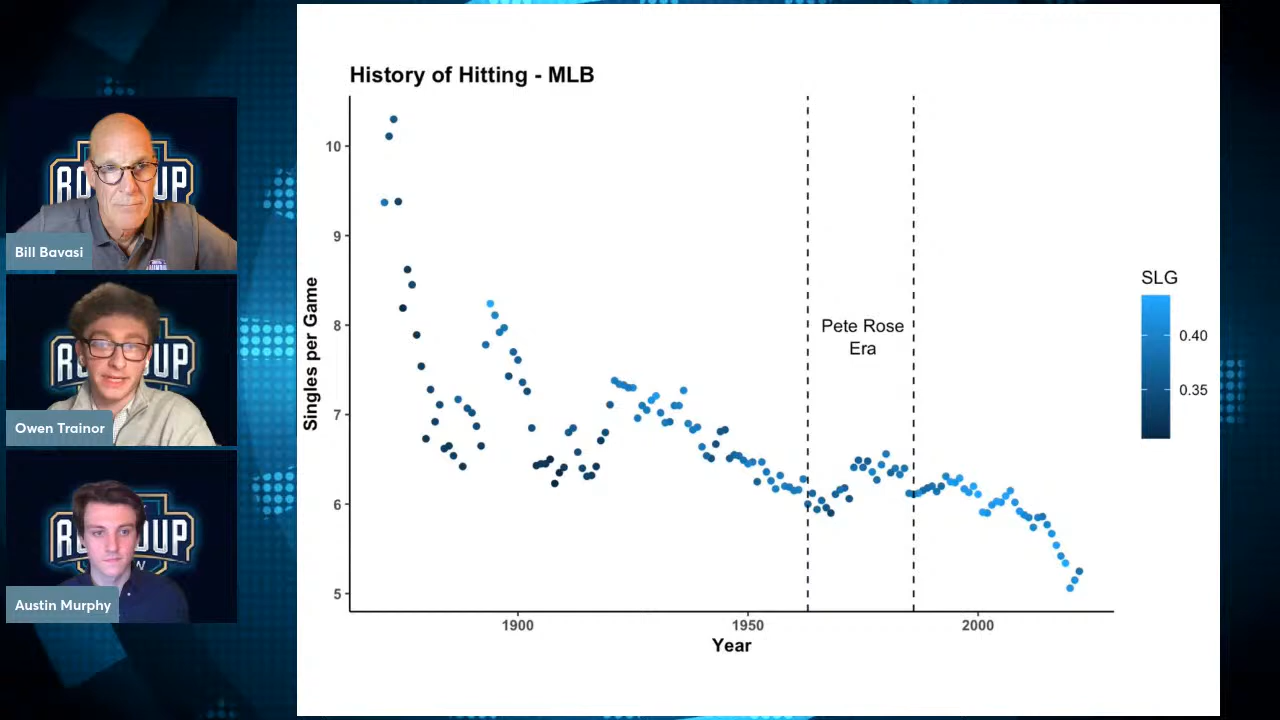 History of Hitting - MLB
Singles per Game
10
9
8
7
6
5
1900
1950
2000
Year
Pete Rose
Era
SLG
0.40
0.35
Bill Bavasi
Owen Trainor
Austin Murphy